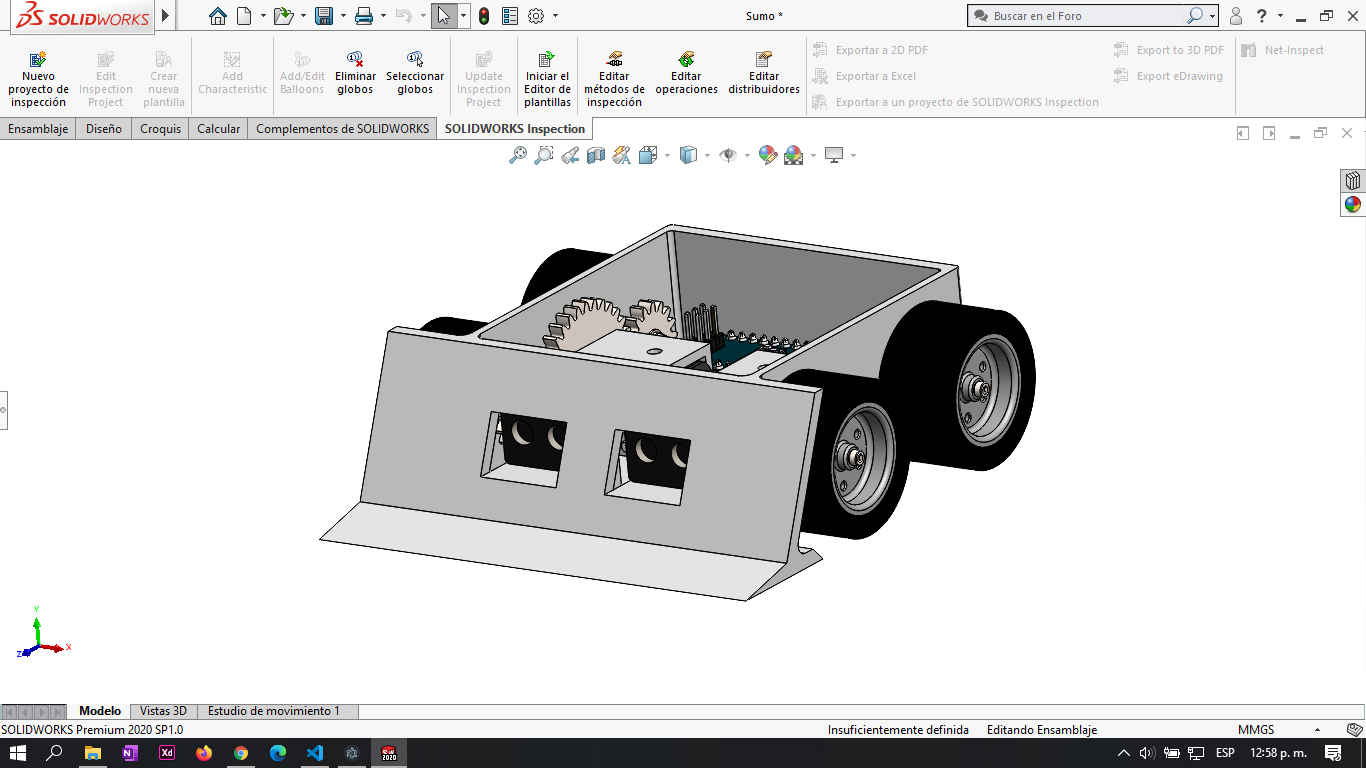 SOLIDWORKS
Sumo *
Buscar en el Foro
?
Nuevo
proyecto de
inspección
Edit
Inspection
Project
Crear
nueva
plantilla
Add
Characteristic
Add/Edit
Balloons
Eliminar
globos
Seleccionar
globos
Update
Inspection
Project
Iniciar el
Editor de
plantillas
Editar
métodos de
inspección
Editar
operaciones
Editar
distribuidores
Exportar a 2D PDF
Exportar a Excel
Exportar a un proyecto de SOLIDWORKS Inspection
Export to 3D PDF
Export eDrawing
Net-Inspect
Ensamblaje
Diseño
Croquis
Calcular
Complementos de SOLIDWORKS
SOLIDWORKS Inspection
Y
X
Z
Modelo
Vistas 3D
Estudio de movimiento 1
SOLIDWORKS Premium 2020 SP1.0
Insuficientemente definida
Editando Ensamblaje
MMGS
N
Xd
SW
2020
ESP
12:58 p. m.